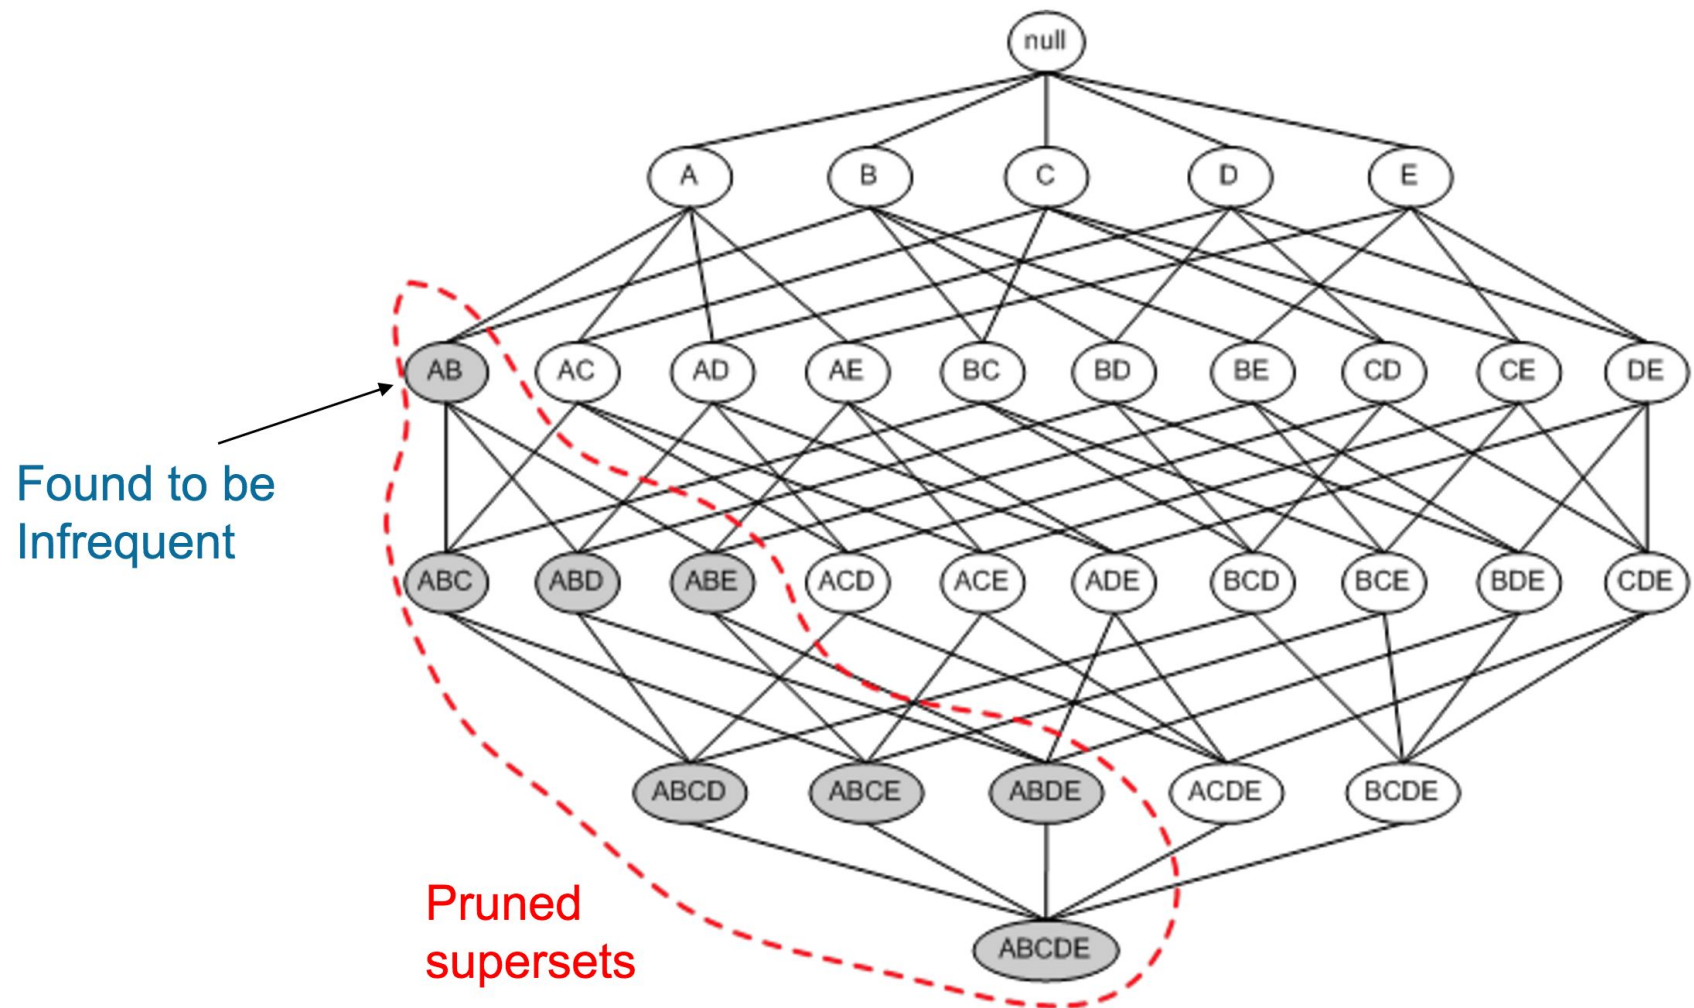 null
A B C D E
AB AC AD AE BC BD BE CD CE DE
Found to be
Infrequent
ABC ABD ABE ACD ACE ADE BCD BCE BDE CDE
ABCD ABCE ABDE ACDE BCDE
Pruned
supersets
ABCDE